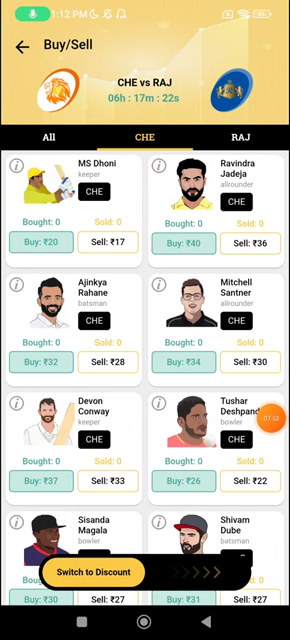 1:12 PM
Buy/Sell
CHE vs RAJ
06h : 17m : 22s
All
CHE
RAJ
MS Dhoni
keeper
CHE
Bought: 0 Sold: 0
Buy: ₹20 Sell: ₹17
Ravindra
Jadeja
allrounder
CHE
Bought: 0 Sold: 0
Buy: ₹40 Sell: ₹36
Ajinkya
Rahane
batsman
CHE
Bought: 0 Sold: 0
Buy: ₹32 Sell: ₹28
Mitchell
Santner
allrounder
CHE
Bought: 0 Sold: 0
Buy: ₹34 Sell: ₹30
Devon
Conway
keeper
CHE
Bought: 0 Sold: 0
Buy: ₹37 Sell: ₹33
Tushar
Deshpand
bowler
CHE
07:53
Bought: 0 Sold: 0
Buy: ₹26 Sell: ₹22
Sisanda
Magala
bowler
Shivam
Dube
batsman
Switch to Discount
Buy: ₹30 Sell: ₹27
Buy: ₹31 Sell: ₹27